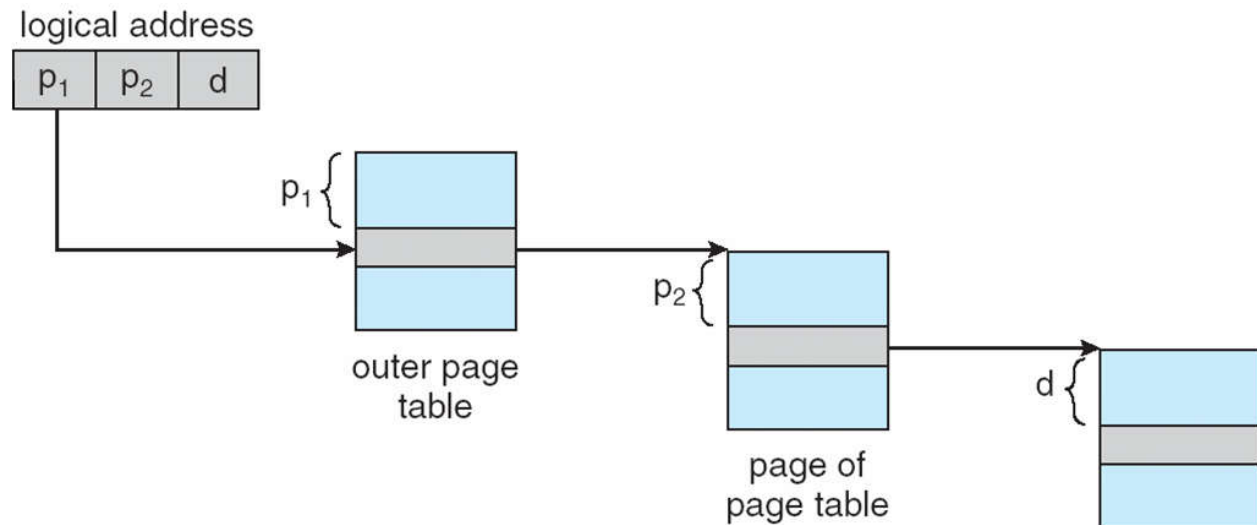 logical address
p₁ p₂ d
p₁
outer page
table
p₂
page of
page table
d